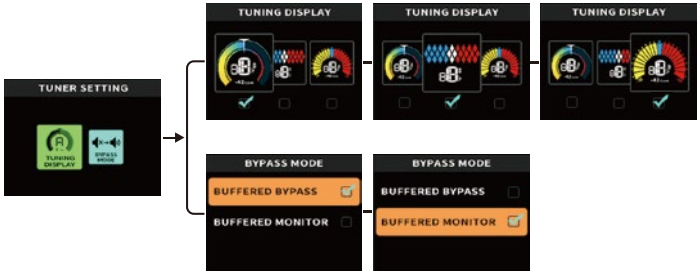 TUNING DISPLAY
TUNING DISPLAY
TUNING DISPLAY
TUNER SETTING
TUNING
DISPLAY
BYPASS
MODE
BYPASS MODE
BUFFERED BYPASS
BUFFERED MONITOR
BYPASS MODE
BUFFERED BYPASS
BUFFERED MONITOR